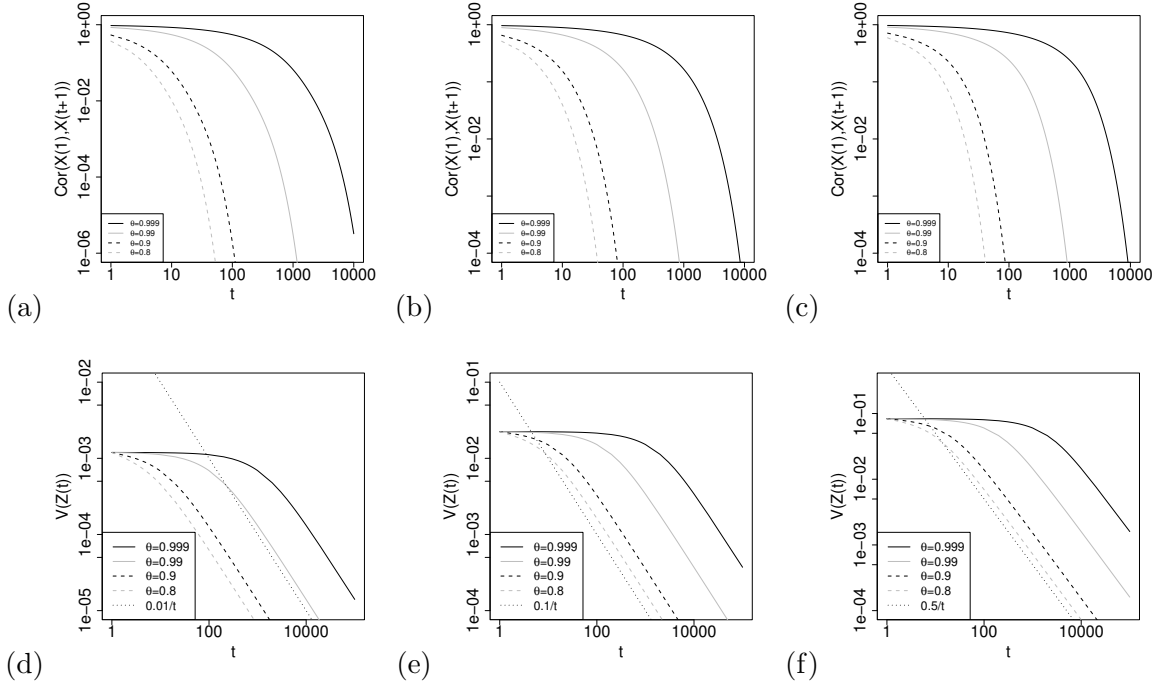 1e+00
1e-02
1e-04
1e-06
Cor(X(1),X(t+1))
θ=0.999
θ=0.99
θ=0.9
θ=0.8
1 10 100 1000 10000
t
(a)
1e+00
1e-02
1e-04
Cor(X(1),X(t+1))
θ=0.999
θ=0.99
θ=0.9
θ=0.8
1 10 100 1000 10000
t
(b)
1e+00
1e-02
1e-04
Cor(X(1),X(t+1))
θ=0.999
θ=0.99
θ=0.9
θ=0.8
1 10 100 1000 10000
t
(c)
1e-02
1e-03
1e-04
1e-05
V(Z(t))
θ=0.999
θ=0.99
θ=0.9
θ=0.8
0.01/t
1 100 10000
t
(d)
1e-01
1e-02
1e-03
1e-04
V(Z(t))
θ=0.999
θ=0.99
θ=0.9
θ=0.8
0.1/t
1 100 10000
t
(e)
1e-01
1e-02
1e-03
1e-04
V(Z(t))
θ=0.999
θ=0.99
θ=0.9
θ=0.8
0.5/t
1 100 10000
t
(f)